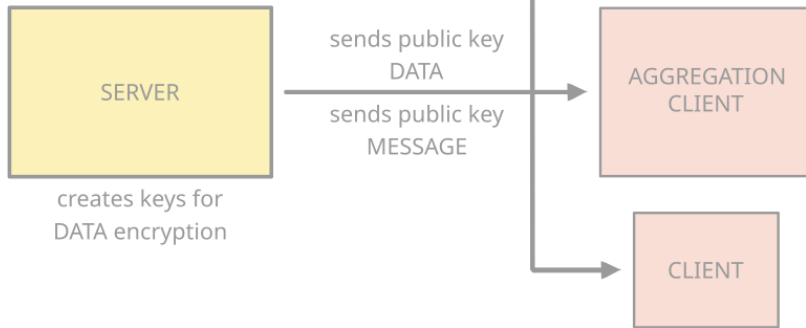 SERVER
creates keys for
DATA encryption
sends public key
DATA
sends public key
MESSAGE
AGGREGATION
CLIENT
CLIENT